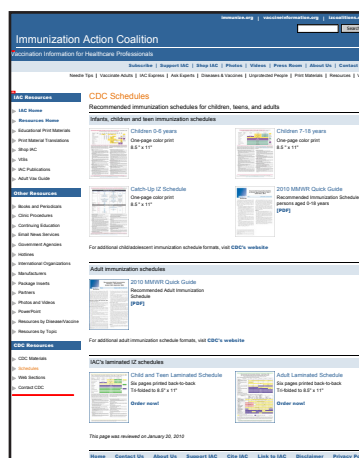 immunize.org | vaccineinformation.org | izcoalitions.o
Search
Immunization Action Coalition
Vaccination Information for Healthcare Professionals
Subscribe | Support IAC | Shop IAC | Photos | Videos | Press Room | About Us | Contact
Needle Tips | Vaccinate Adults | IAC Express | Ask Experts | Diseases & Vaccines | Unprotected People | Print Materials | Resources | V
IAC Resources
IAC Home
Resources Home
Educational Print Materials
Print Material Translations
Shop IAC
VISs
IAC Publications
Adult Vax Guide
Other Resources
Books and Periodicals
Clinic Procedures
Continuing Education
Email News Services
Government Agencies
Hotlines
International Organizations
Manufacturers
Package Inserts
Partners
Photos and Videos
PowerPoint
Resources by Disease/Vaccine
Resources by Topic
CDC Resources
CDC Materials
Schedules
Web Sections
Contact CDC
CDC Schedules
Recommended immunization schedules for children, teens, and adults
Infants, children and teen immunization schedules
Children 0-6 years
One-page color print
8.5 " x 11"
Children 7-18 years
One-page color print
8.5 " x 11"
Catch-Up IZ Schedule
One-page color print
8.5 " x 11"
2010 MMWR Quick Guide
Recommended Immunization Schedule
persons aged 0-18 years
[PDF]
For additional child/adolescent immunization schedule formats, visit CDC's website
Adult immunization schedules
2010 MMWR Quick Guide
Recommended Adult Immunization
Schedule
[PDF]
For additional adult immunization schedule formats, visit CDC's website
IAC's laminated IZ schedules
Child and Teen Laminated Schedule
Six pages printed back-to-back
Tri-folded to 8.5" x 11"
Order now!
Adult Laminated Schedule
Six pages printed back-to-back
Tri-folded to 8.5" x 11"
Order now!
This page was reviewed on January 20, 2010
Home Contact Us About Us Support IAC Cite IAC Link to IAC Disclaimer Privacy Po